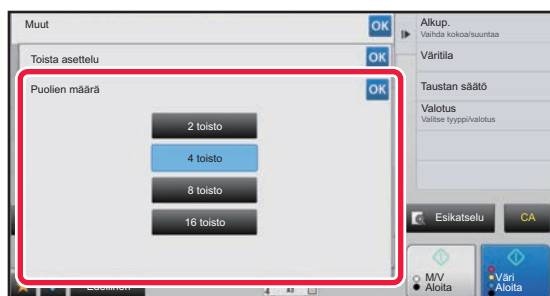 Muut
OK
Toista asettelu
OK
Puolien määrä
OK
2 toisto
4 toisto
8 toisto
16 toisto
Alkup.
Vaihda kokoa/suuntaa
Väritila
Taustan säätö
Valotus
Valitse tyyppi/valotus
Esikatselu
CA
M/V
Aloita
Väri
Aloita